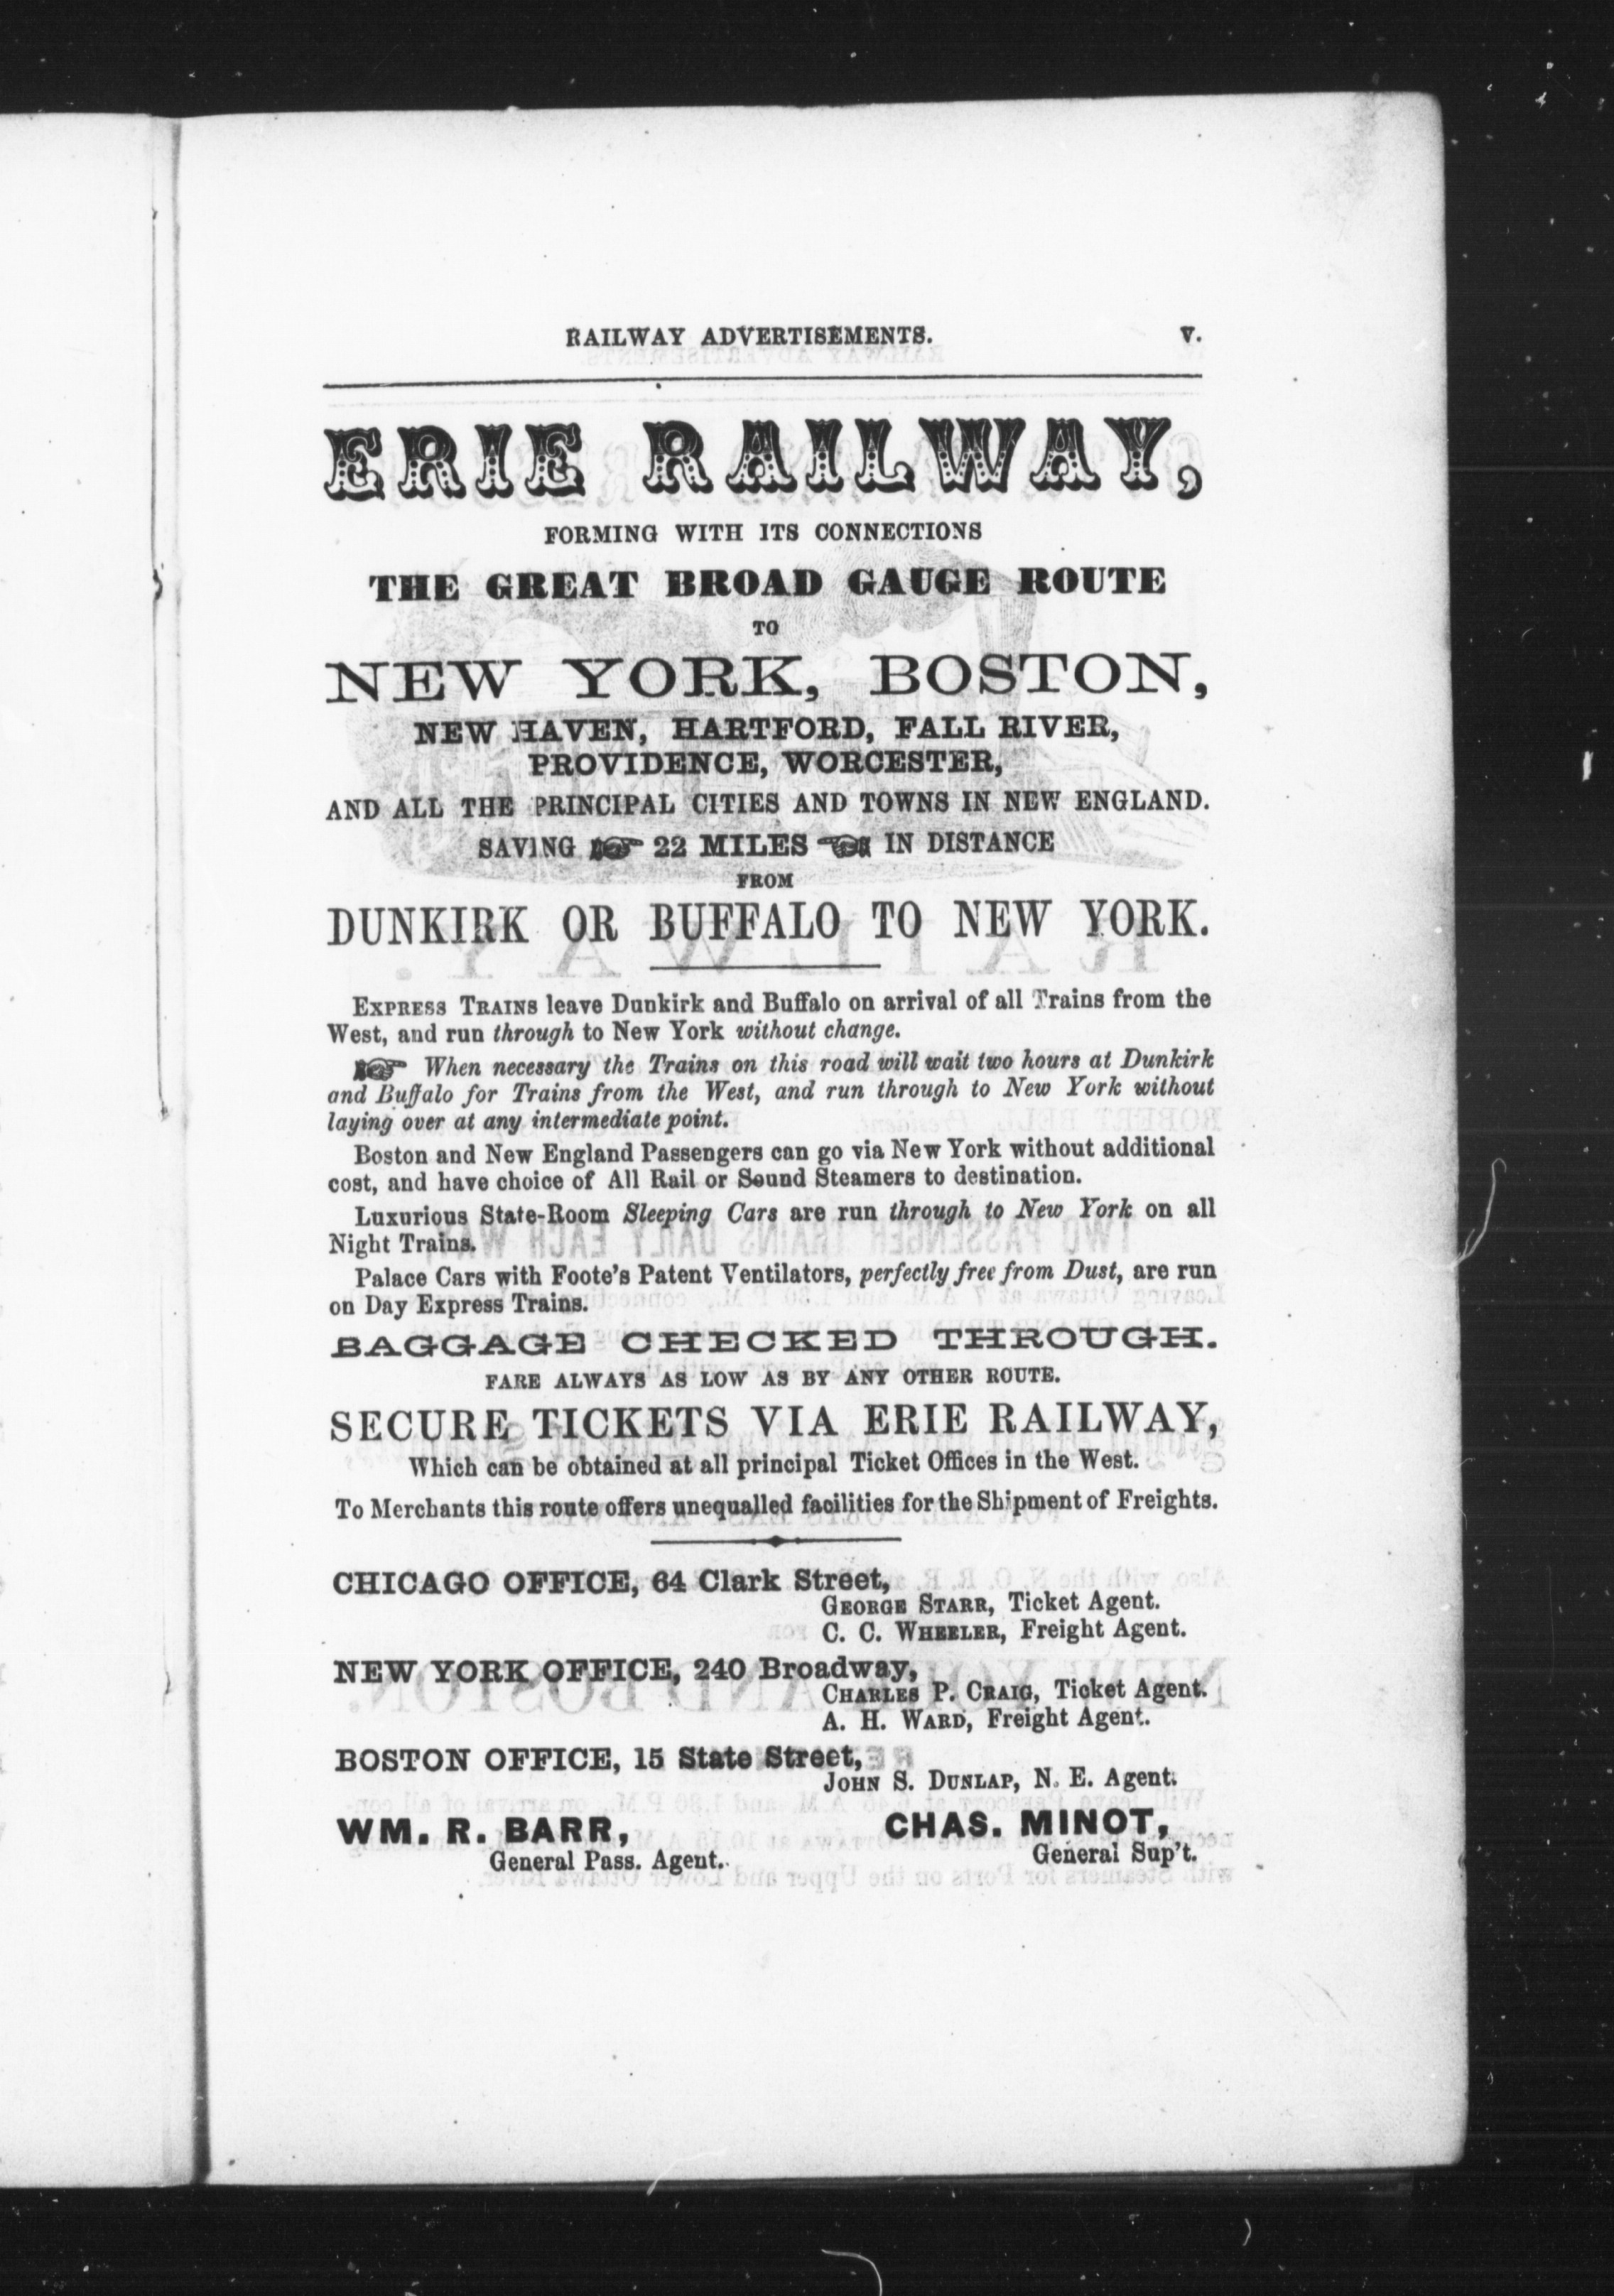 RAILWAY ADVERTISEMENTS. V.
ERIE RAILWAY,
FORMING WITH ITS CONNECTIONS
THE GREAT BROAD GAUGE ROUTE
TO
NEW YORK, BOSTON,
NEW HAVEN, HARTFORD, FALL RIVER,
PROVIDENCE, WORCESTER,
AND ALL THE PRINCIPAL CITIES AND TOWNS IN NEW ENGLAND.
SAVING ☞ 22 MILES ☜ IN DISTANCE
FROM
DUNKIRK OR BUFFALO TO NEW YORK.
EXPRESS TRAINS leave Dunkirk and Buffalo on arrival of all Trains from the
West, and run through to New York without change.
☞ When necessary the Trains on this road will wait two hours at Dunkirk
and Buffalo for Trains from the West, and run through to New York without
laying over at any intermediate point.
Boston and New England Passengers can go via New York without additional
cost, and have choice of All Rail or Sound Steamers to destination.
Luxurious State-Room Sleeping Cars are run through to New York on all
Night Trains.
Palace Cars with Foote's Patent Ventilators, perfectly free from Dust, are run
on Day Express Trains.
BAGGAGE CHECKED THROUGH.
FARE ALWAYS AS LOW AS BY ANY OTHER ROUTE.
SECURE TICKETS VIA ERIE RAILWAY,
Which can be obtained at all principal Ticket Offices in the West.
To Merchants this route offers unequalled facilities for the Shipment of Freights.
CHICAGO OFFICE, 64 Clark Street,
GEORGE STARR, Ticket Agent.
C. C. WHEELER, Freight Agent.
NEW YORK OFFICE, 240 Broadway,
CHARLES P. CRAIG, Ticket Agent.
A. H. WARD, Freight Agent.
BOSTON OFFICE, 15 State Street,
JOHN S. DUNLAP, N. E. Agent.
WM. R. BARR, CHAS. MINOT,
General Pass. Agent. General Sup't.